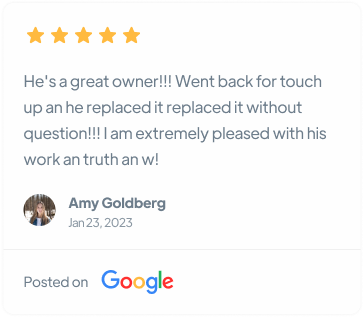 He's a great owner!!! Went back for touch
up an he replaced it replaced it without
question!!! I am extremely pleased with his
work an truth an w!
Amy Goldberg
Jan 23, 2023
Posted on Google